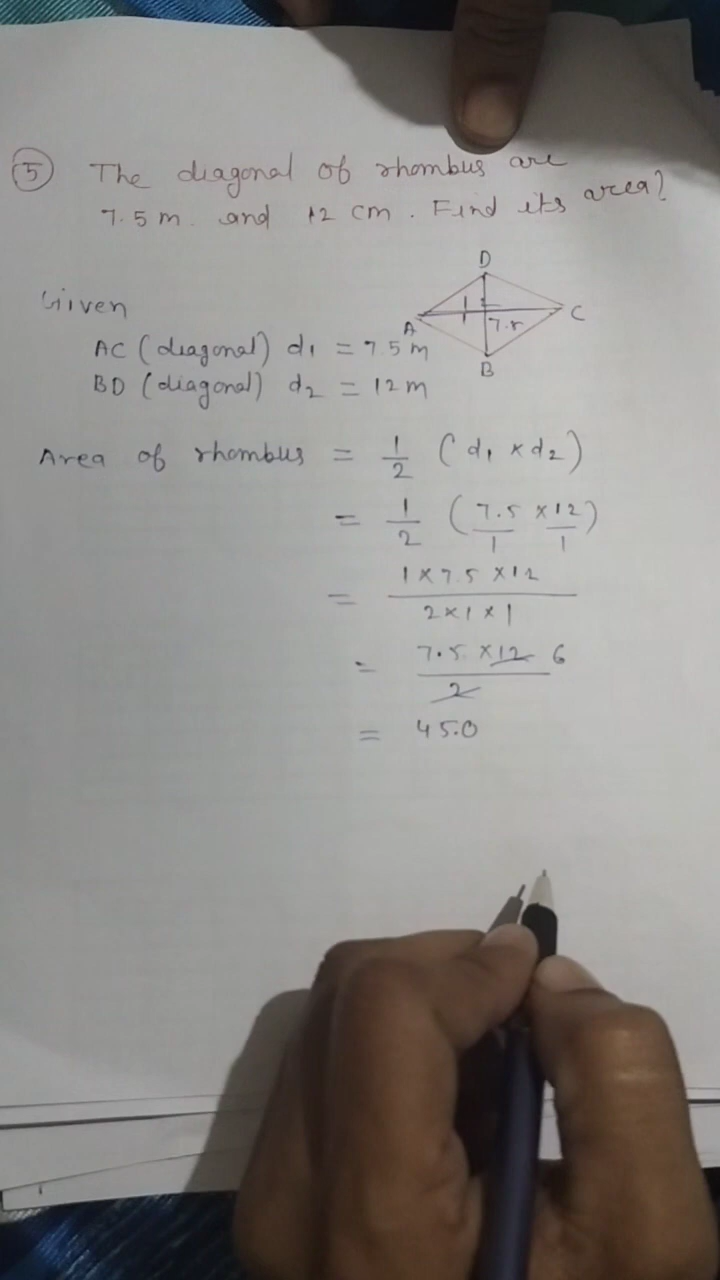 5 The diagonal of rhombus are
7.5 m. and 12 cm. Find its area?
D
A
C
7.5
B
Given
AC (diagonal) d₁ = 7.5 m
BD (diagonal) d₂ = 12 m
Area of rhombus = 1/2 (d₁ × d₂)
= 1/2 (7.5/1 × 12/1)
= 1 × 7.5 × 12 / 2 × 1 × 1
= 7.5 × 12 6 / 2
= 45.0